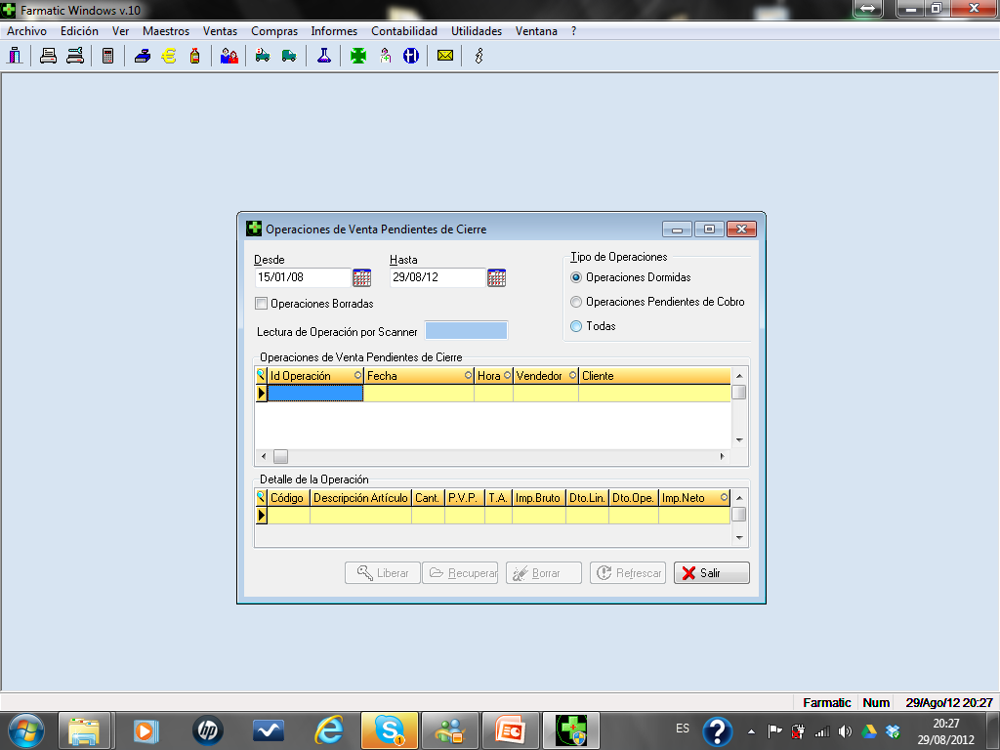 Farmatic Windows v.10
Archivo Edición Ver Maestros Ventas Compras Informes Contabilidad Utilidades Ventana ?
Operaciones de Venta Pendientes de Cierre
Desde Hasta Tipo de Operaciones
15/01/08 29/08/12 Operaciones Dormidas
Operaciones Borradas Operaciones Pendientes de Cobro
Lectura de Operación por Scanner Todas
Operaciones de Venta Pendientes de Cierre
Id Operación Fecha Hora Vendedor Cliente
Detalle de la Operación
Código Descripción Artículo Cant. P.V.P. T.A. Imp.Bruto Dto.Lin. Dto.Ope. Imp.Neto
Liberar Recuperar Borrar Refrescar Salir
Farmatic Num 29/Ago/12 20:27
hp S 1 P ES ? 20:27
29/08/2012